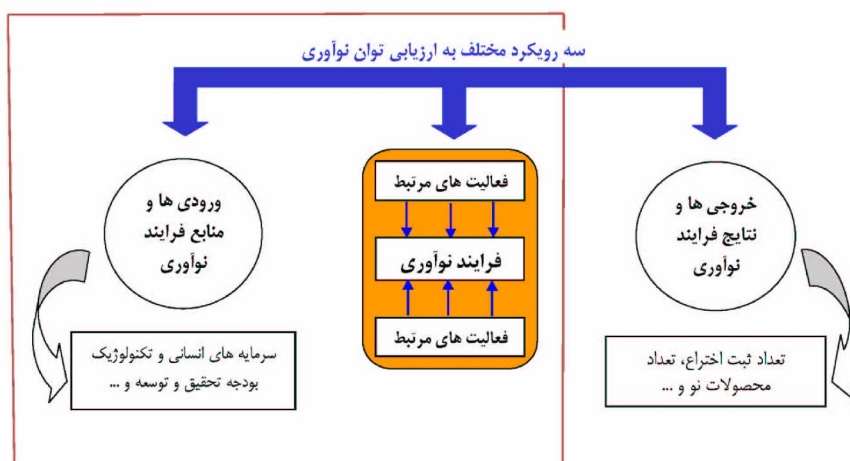 سه رویکرد مختلف به ارزیابی توان نوآوری
خروجی ها و
نتایج فرایند
نوآوری
تعداد ثبت اختراع، تعداد
محصولات نو و ...
فعالیت های مرتبط
فرایند نوآوری
فعالیت های مرتبط
ورودی ها و
منابع فرایند
نوآوری
سرمایه های انسانی و تکنولوژیک
بودجه تحقیق و توسعه و ...